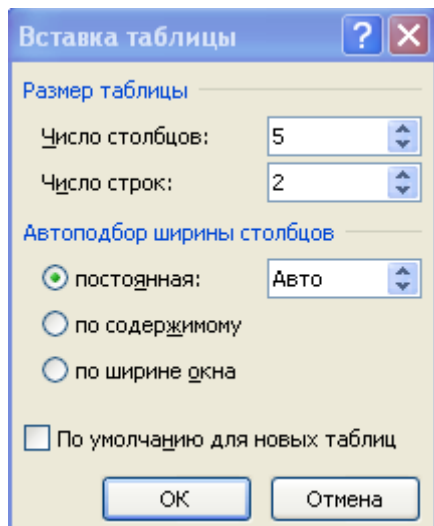 Вставка таблицы ?
Размер таблицы
Число столбцов: 5
Число строк: 2
Автоподбор ширины столбцов
постоянная: Авто
по содержимому
по ширине окна
По умолчанию для новых таблиц
ОК Отмена